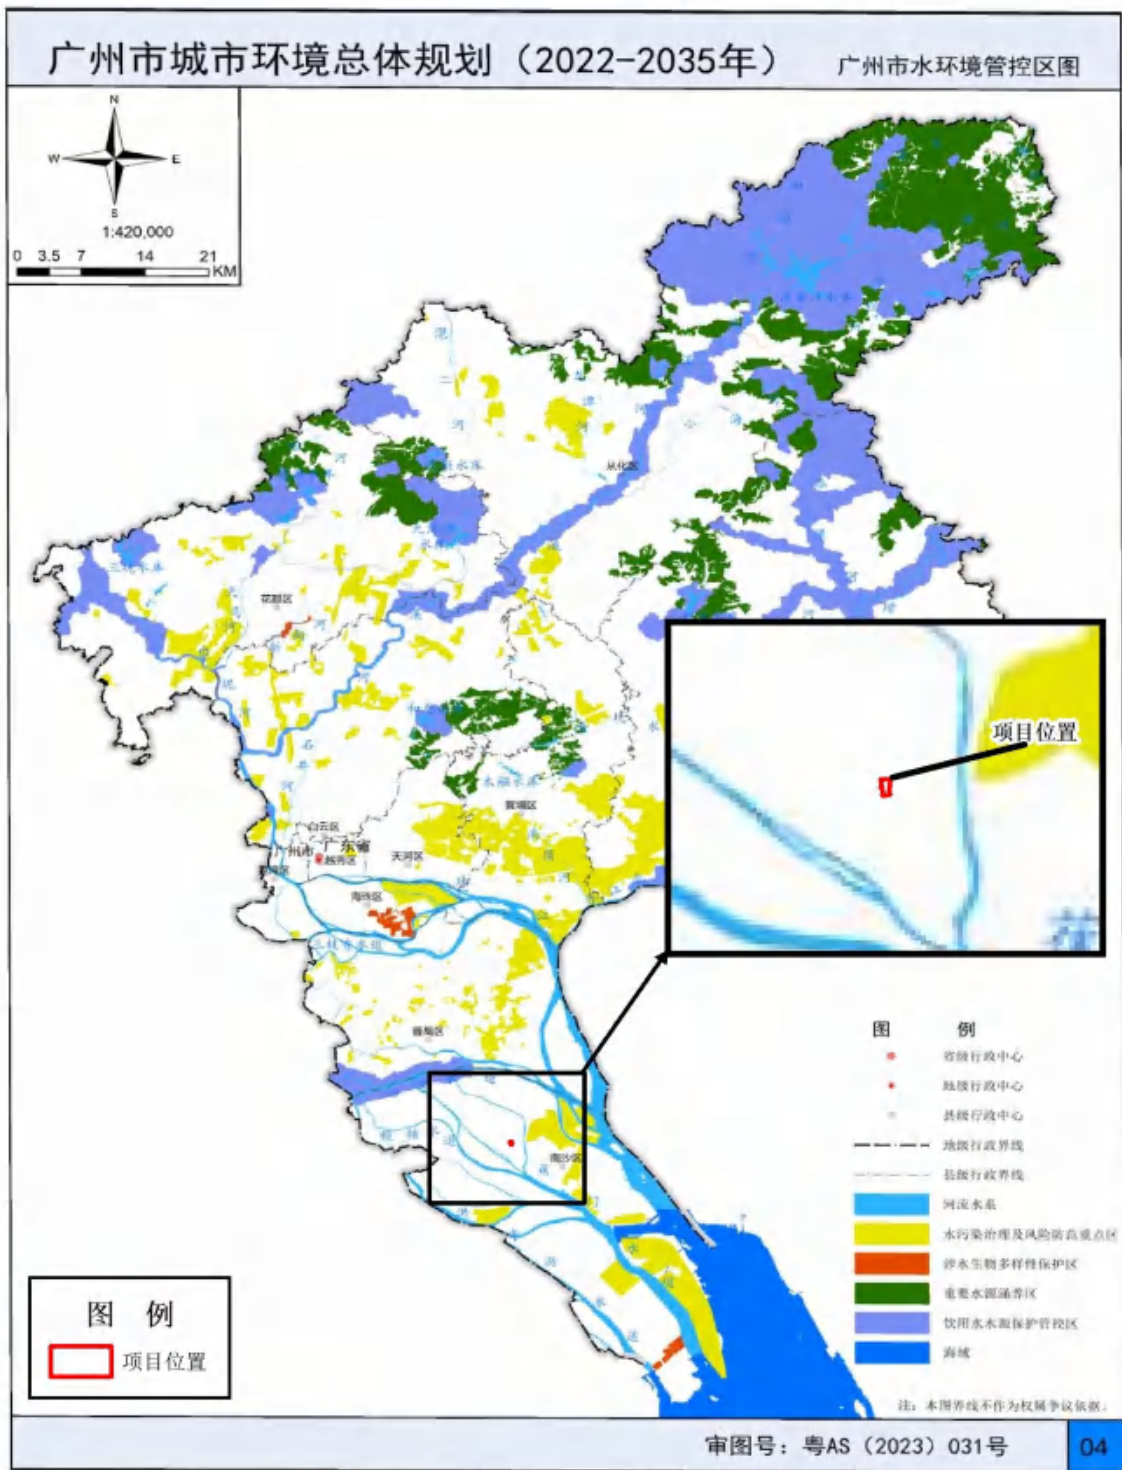 广州市城市环境总体规划（2022-2035年） 广州市水环境管控区图
N
W E
S
1:420,000
0 3.5 7 14 21
KM
从化区
花都区
黄埔区
白云区
广州市 广东省
越秀区
天河区
海珠区
番禺区
南沙区
项目位置
图 例
省级行政中心
地级行政中心
县级行政中心
地级行政界线
县级行政界线
河流水系
水污染治理及风险防范重点区
涉水生物多样性保护区
重要水源涵养区
饮用水水源保护管控区
海域
图 例
项目位置
注：本图界线不作为权属争议依据。
审图号：粤AS（2023）031号 04